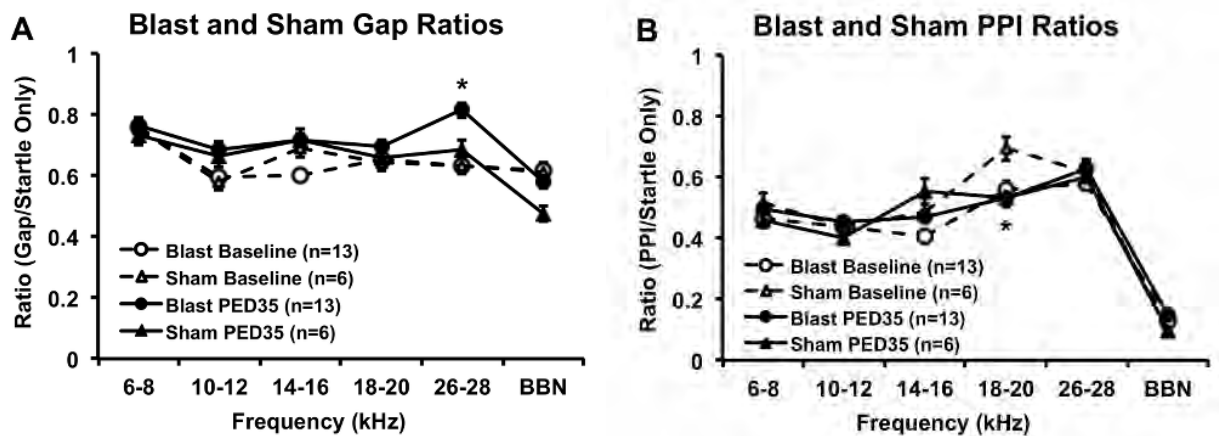 A
Blast and Sham Gap Ratios
Ratio (Gap/Startle Only)
1
0.8
0.6
0.4
0.2
0
*
Blast Baseline (n=13)
Sham Baseline (n=6)
Blast PED35 (n=13)
Sham PED35 (n=6)
6-8 10-12 14-16 18-20 26-28 BBN
Frequency (kHz)
B
Blast and Sham PPI Ratios
Ratio (PPI/Startle Only)
1
0.8
0.6
0.4
0.2
0
*
Blast Baseline (n=13)
Sham Baseline (n=6)
Blast PED35 (n=13)
Sham PED35 (n=6)
6-8 10-12 14-16 18-20 26-28 BBN
Frequency (kHz)